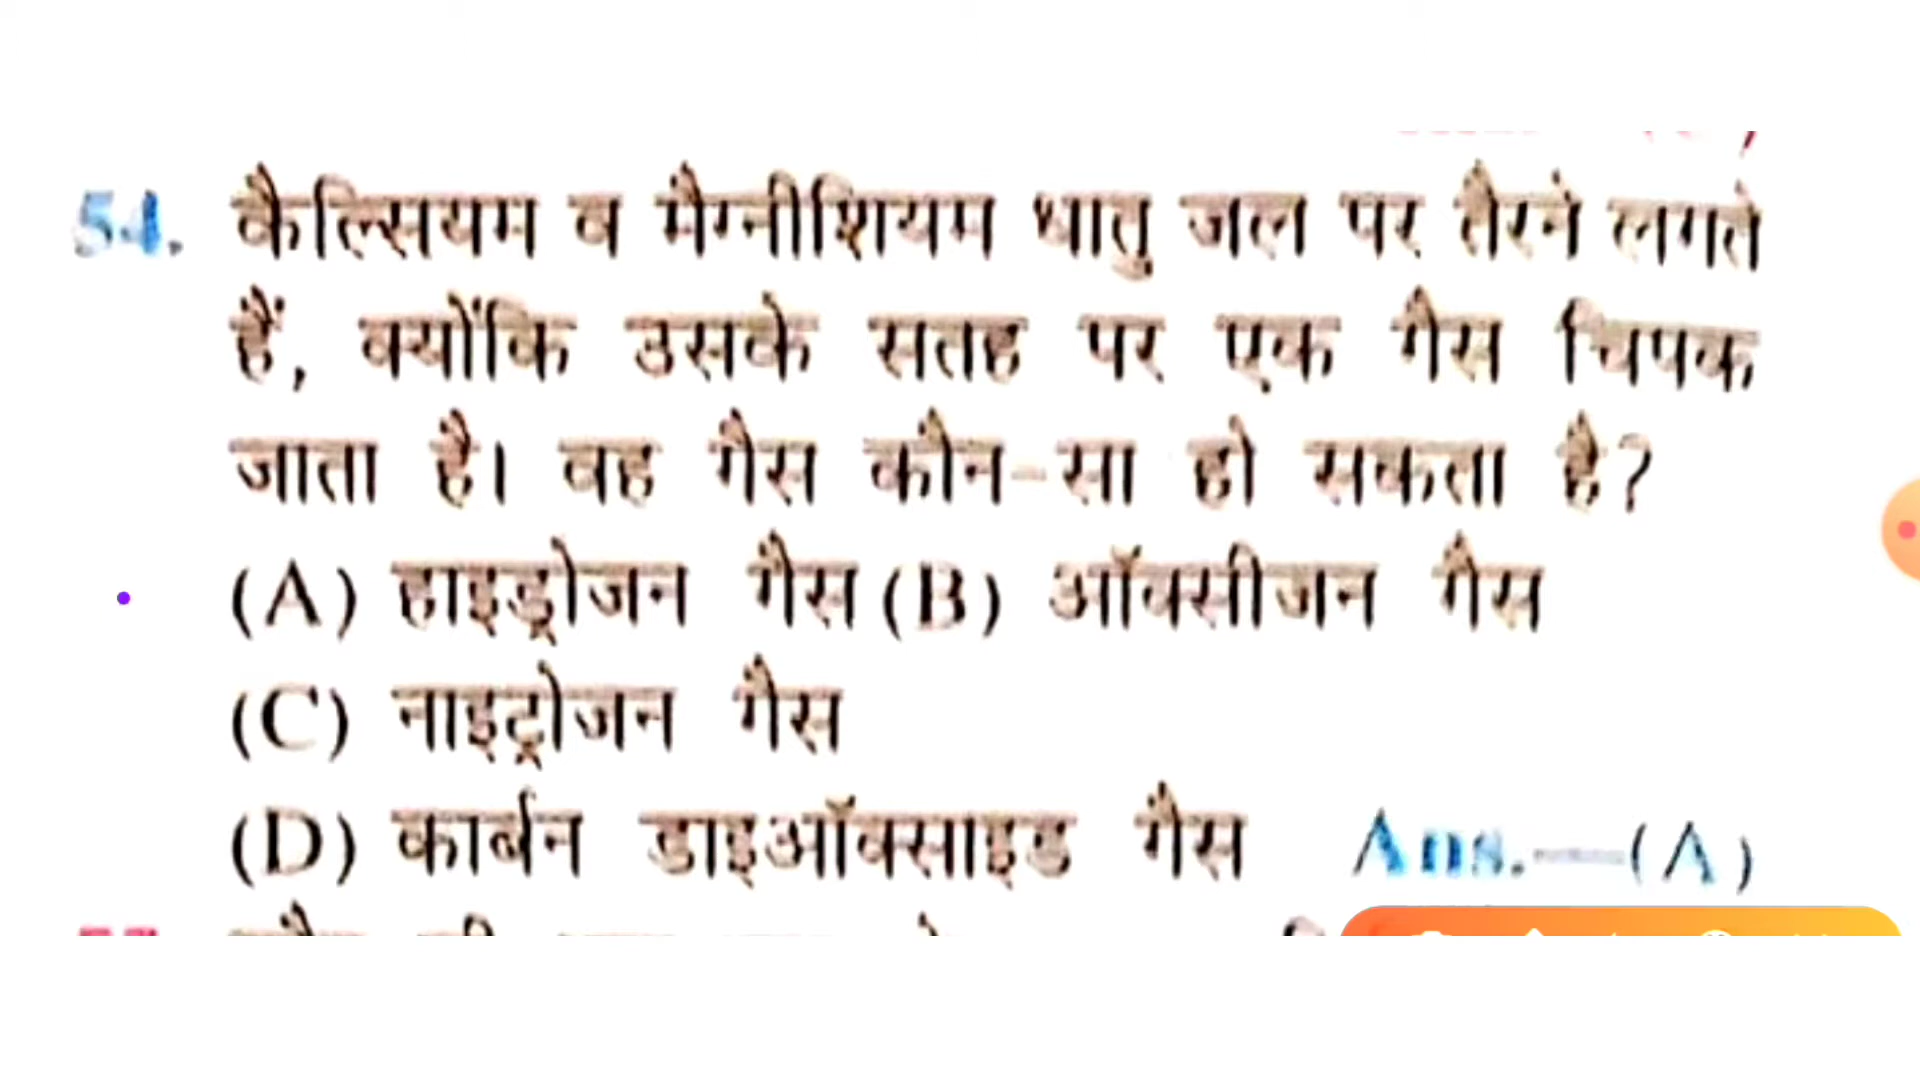 54. कैल्सियम व मैग्नीशियम धातु जल पर तैरने लगते
हैं, क्योंकि उसके सतह पर एक गैस चिपक
जाता है। वह गैस कौन-सा हो सकता है?
(A) हाइड्रोजन गैस (B) ऑक्सीजन गैस
(C) नाइट्रोजन गैस
(D) कार्बन डाइऑक्साइड गैस Ans.—(A)